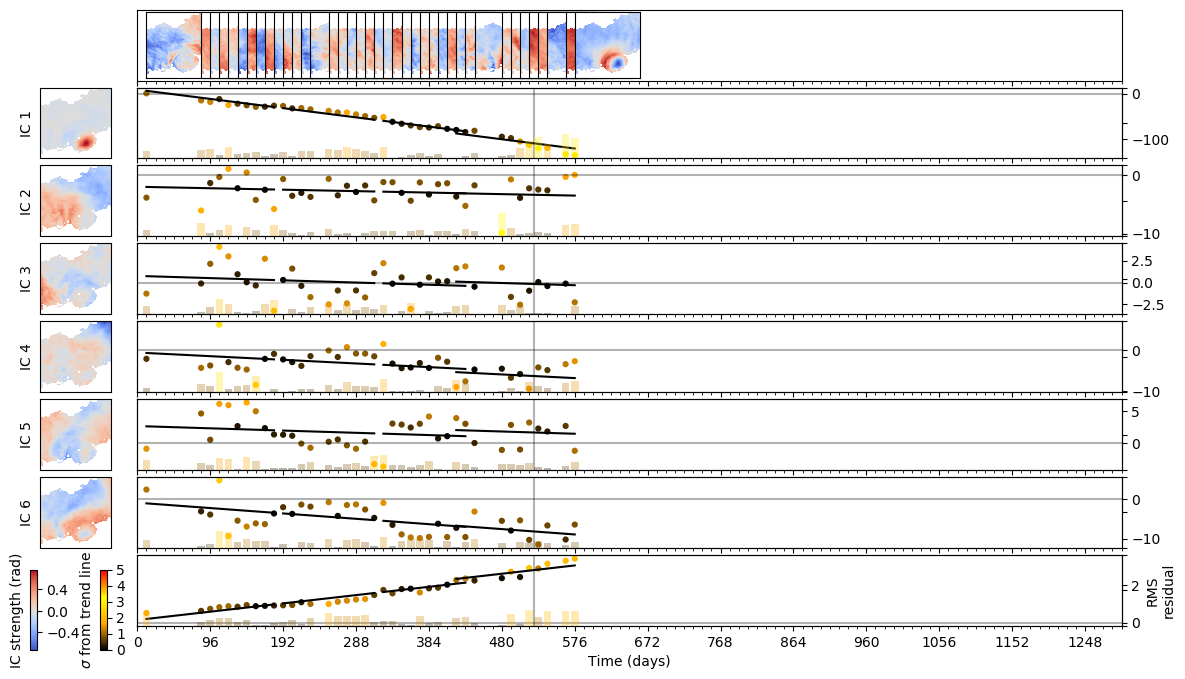 IC 1
0
−100
IC 2
0
−10
IC 3
2.5
0.0
−2.5
IC 4
0
−10
IC 5
5
0
IC 6
0
−10
RMS
residual
2
0
0 96 192 288 384 480 576 672 768 864 960 1056 1152 1248
Time (days)
IC strength (rad)
0.4
0.0
−0.4
σ from trend line
5
4
3
2
1
0